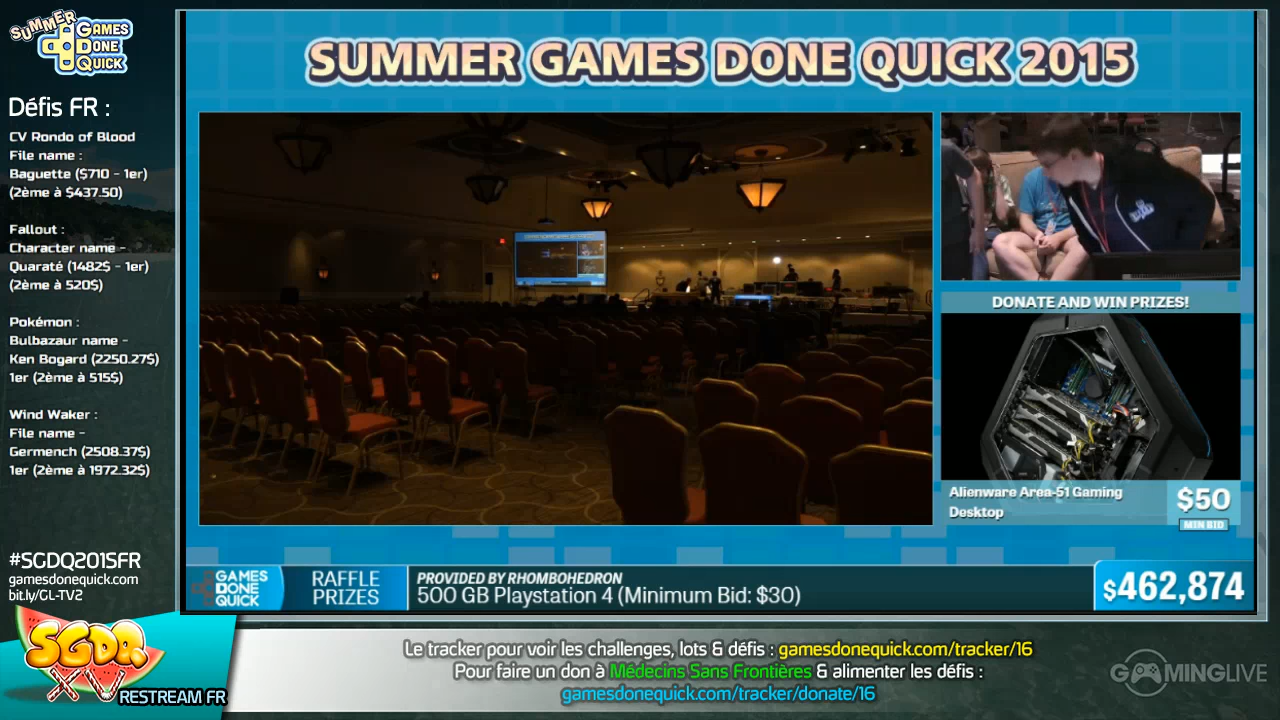 SUMMER
GAMES
DONE
QUICK
Défis FR :
CV Rondo of Blood
File name :
Baguette ($710 - 1er)
(2ème à $437.50)
Fallout :
Character name -
Quaraté (1482$ - 1er)
(2ème à 520$)
Pokémon :
Bulbazaur name -
Ken Bogard (2250.27$)
1er (2ème à 515$)
Wind Waker :
File name -
Germench (2508.37$)
1er (2ème à 1972.32$)
#SGDQ2015FR
gamesdonequick.com
bit.ly/GL-TV2
SGDQ
XV
RESTREAM FR
SUMMER GAMES DONE QUICK 2015
DONATE AND WIN PRIZES!
Alienware Area-51 Gaming
Desktop
$50
MIN BID
GAMES
DONE
QUICK
RAFFLE
PRIZES
PROVIDED BY RHOMBOHEDRON
500 GB Playstation 4 (Minimum Bid: $30)
$462,874
Le tracker pour voir les challenges, lots & défis : gamesdonequick.com/tracker/16
Pour faire un don à Médecins Sans Frontières & alimenter les défis :
gamesdonequick.com/tracker/donate/16
GAMINGLIVE